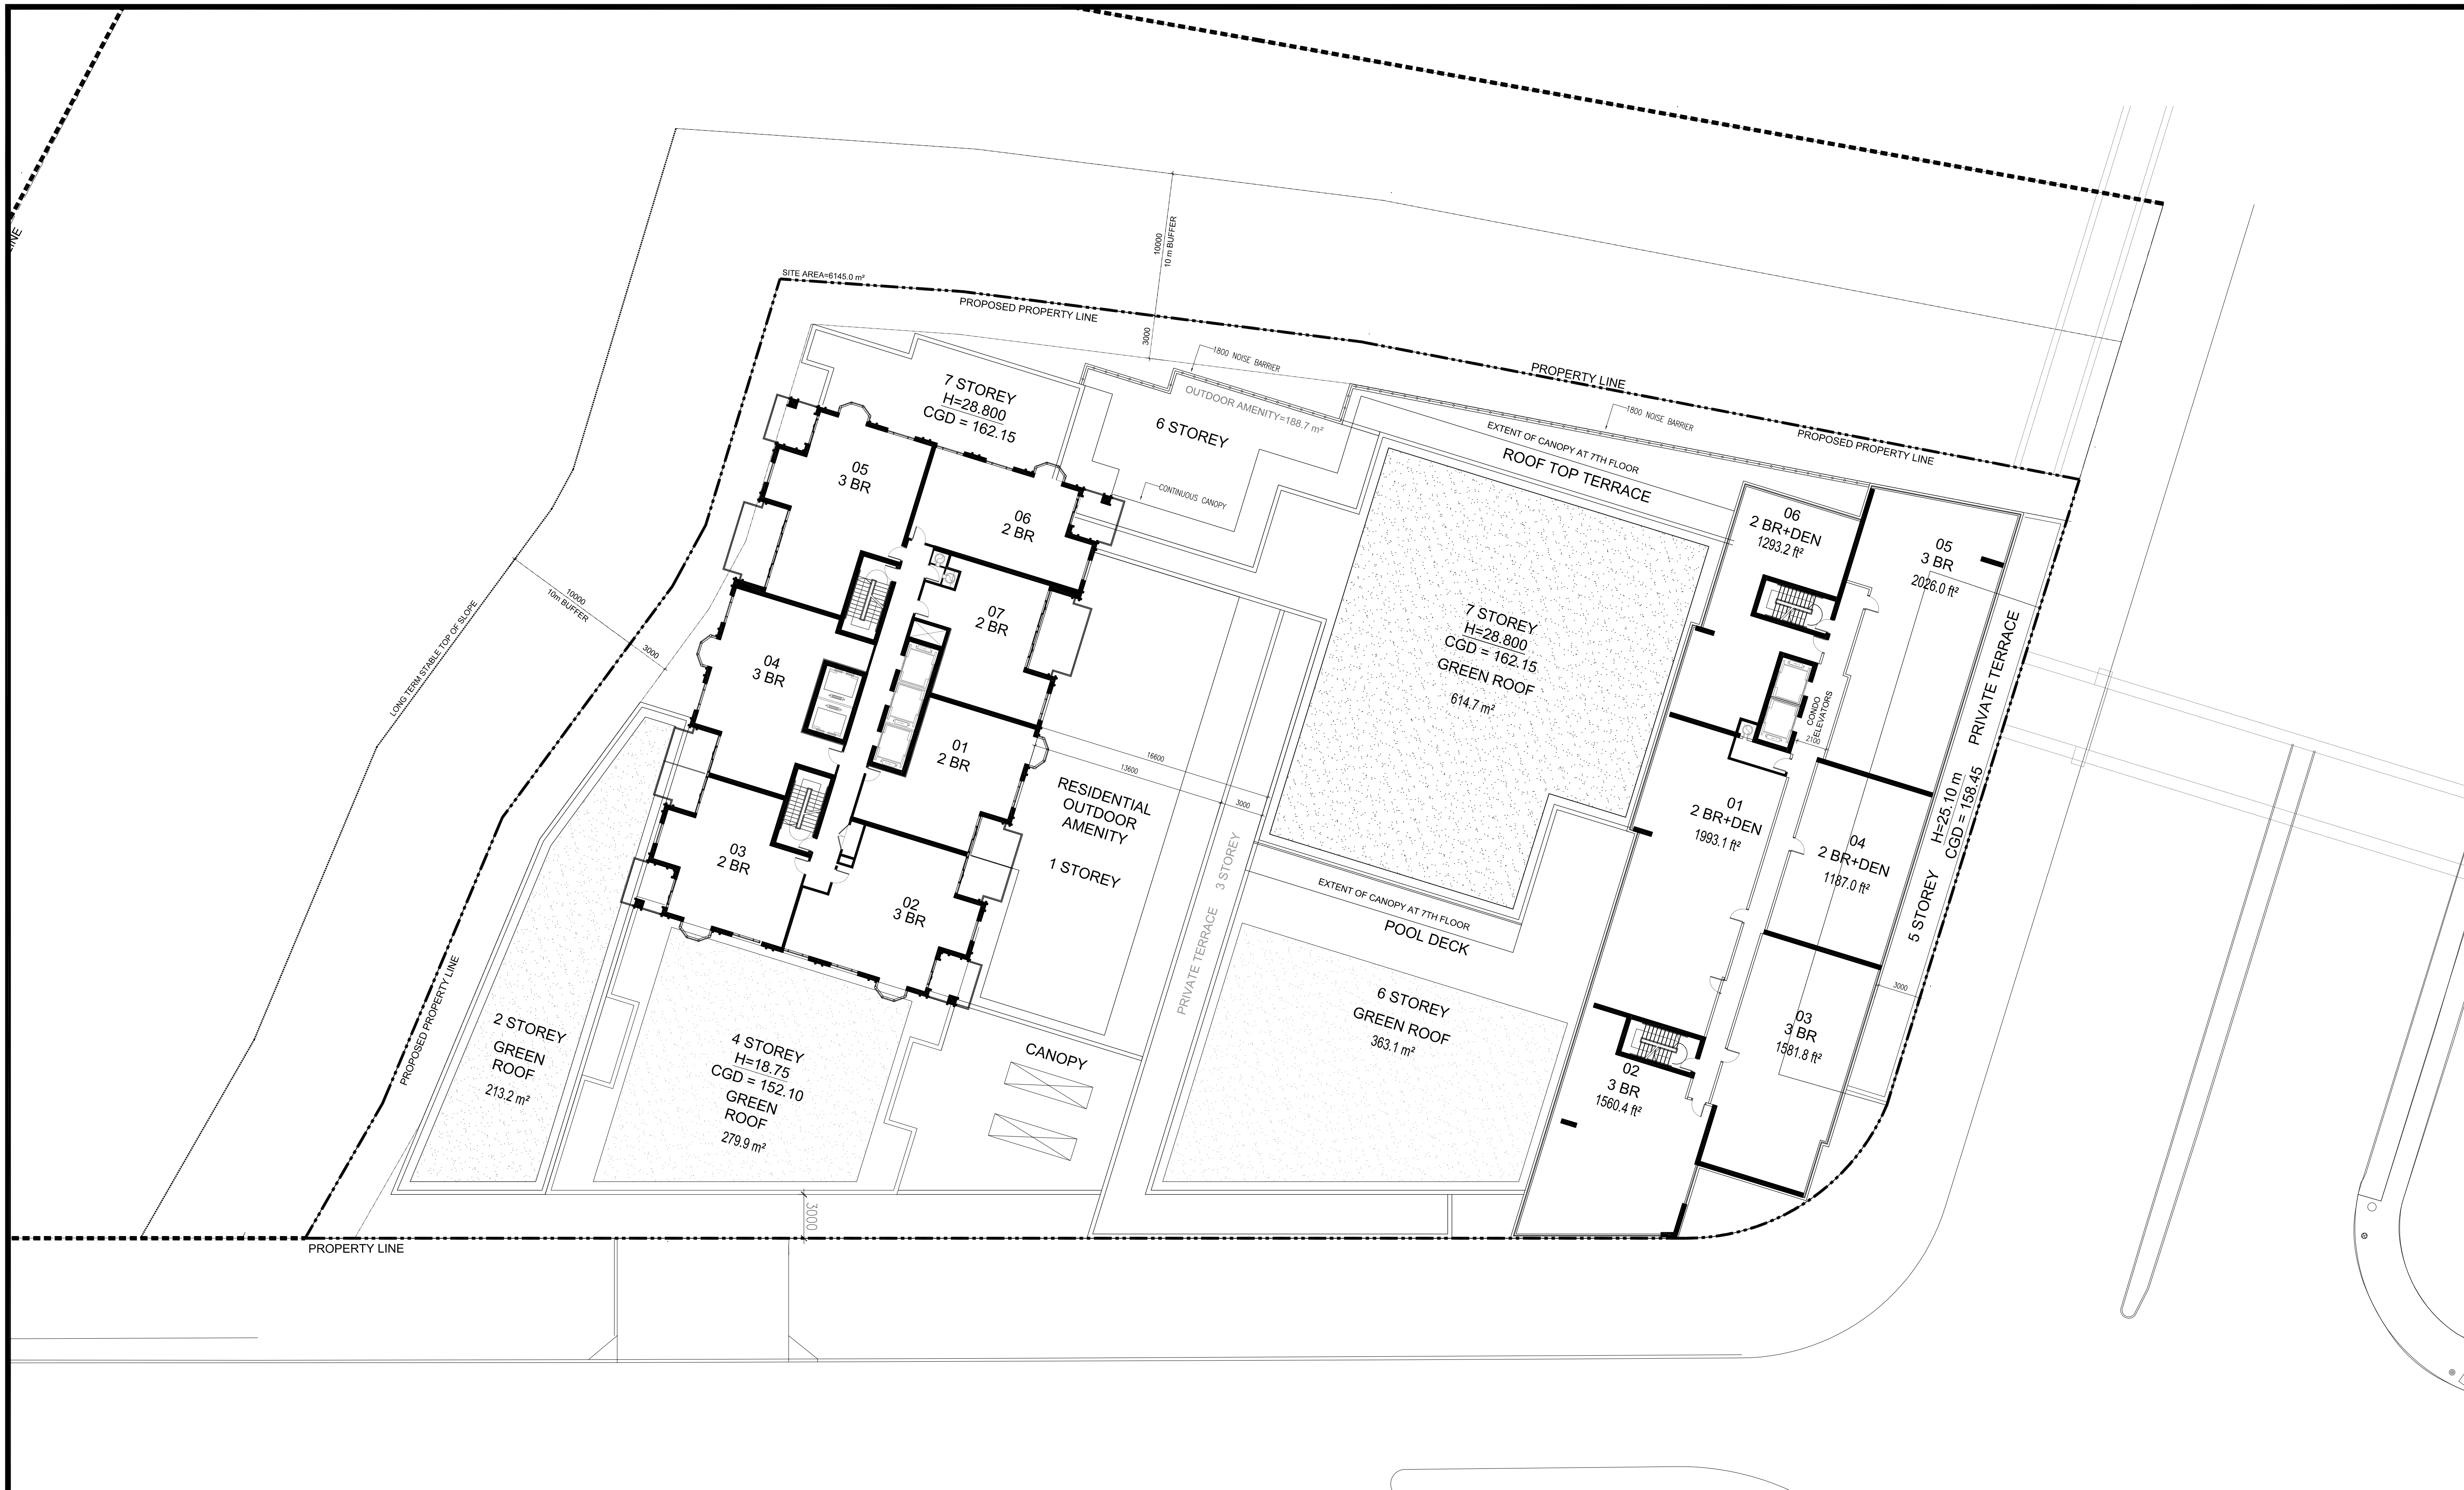 LINE
SITE AREA=6145.0 m²
PROPOSED PROPERTY LINE
10000
10 m BUFFER
3000
1800 NOISE BARRIER
PROPERTY LINE
1800 NOISE BARRIER
PROPOSED PROPERTY LINE
7 STOREY
H=28.800
CGD = 162.15
6 STOREY
OUTDOOR AMENITY=188.7 m²
CONTINUOUS CANOPY
EXTENT OF CANOPY AT 7TH FLOOR
ROOF TOP TERRACE
05
3 BR
06
2 BR
07
2 BR
04
3 BR
01
2 BR
03
2 BR
02
3 BR
10000
10m BUFFER
3000
LONG TERM STABLE TOP OF SLOPE
PROPOSED PROPERTY LINE
16600
13600
3000
RESIDENTIAL
OUTDOOR
AMENITY
1 STOREY
PRIVATE TERRACE 3 STOREY
7 STOREY
H=28.800
CGD = 162.15
GREEN ROOF
614.7 m²
EXTENT OF CANOPY AT 7TH FLOOR
POOL DECK
6 STOREY
GREEN ROOF
363.1 m²
06
2 BR+DEN
1293.2 ft²
05
3 BR
2026.0 ft²
CONDO
ELEVATORS
2100
01
2 BR+DEN
1993.1 ft²
04
2 BR+DEN
1187.0 ft²
03
3 BR
1581.8 ft²
02
3 BR
1560.4 ft²
5 STOREY H=25.10 m PRIVATE TERRACE
CGD = 158.45
3000
2 STOREY
GREEN
ROOF
213.2 m²
4 STOREY
H=18.75
CGD = 152.10
GREEN
ROOF
279.9 m²
CANOPY
3000
PROPERTY LINE